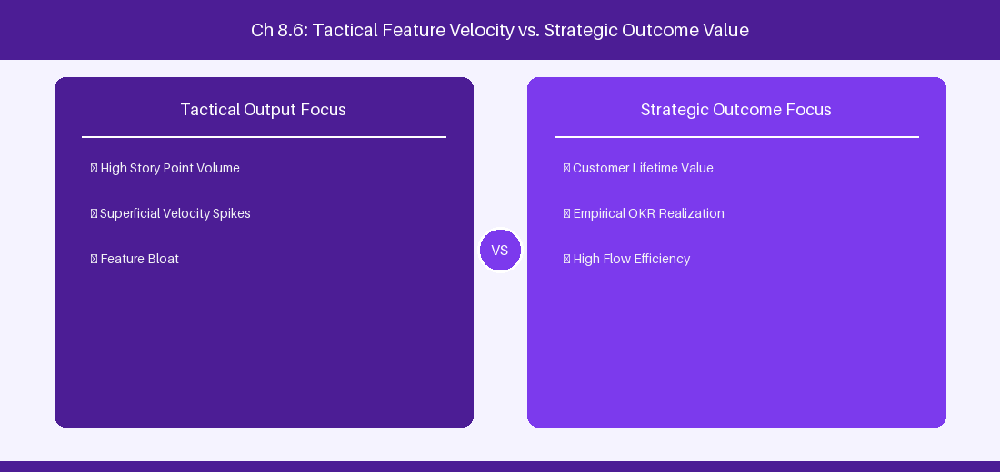 Ch 8.6: Tactical Feature Velocity vs. Strategic Outcome Value
Tactical Output Focus
High Story Point Volume
Superficial Velocity Spikes
Feature Bloat
VS
Strategic Outcome Focus
Customer Lifetime Value
Empirical OKR Realization
High Flow Efficiency